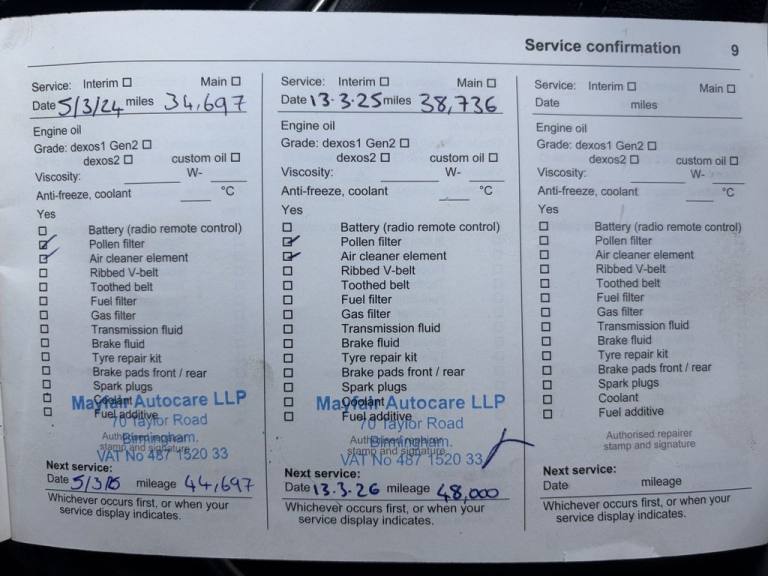 Service confirmation 9
Service: Interim ☐ Main ☐
Date 5/3/24 miles 34,697
Engine oil
Grade: dexos1 Gen2 ☐
dexos2 ☐ custom oil ☐
Viscosity: W-
Anti-freeze, coolant °C
Yes
Battery (radio remote control)
Pollen filter
Air cleaner element
Ribbed V-belt
Toothed belt
Fuel filter
Gas filter
Transmission fluid
Brake fluid
Tyre repair kit
Brake pads front / rear
Spark plugs
Coolant
Mayfair Autocare LLP
Fuel additive
70 Taylor Road
Birmingham.
Authorised repairer
stamp and signature
VAT No 487 1520 33
Next service:
Date 5/3/ mileage 44,697
Whichever occurs first, or when your
service display indicates.
Service: Interim ☐ Main ☐
Date 13.3.25 miles 38,736
Engine oil
Grade: dexos1 Gen2 ☐
dexos2 ☐ custom oil ☐
Viscosity: W-
Anti-freeze, coolant °C
Yes
Battery (radio remote control)
Pollen filter
Air cleaner element
Ribbed V-belt
Toothed belt
Fuel filter
Gas filter
Transmission fluid
Brake fluid
Tyre repair kit
Brake pads front / rear
Spark plugs
Coolant
Mayfair Autocare LLP
Fuel additive
70 Taylor Road
Birmingham.
Authorised repairer
stamp and signature
VAT No 487 1520 33
Next service:
Date 13.3.26 mileage 48,000
Whichever occurs first, or when your
service display indicates.
Service: Interim ☐ Main ☐
Date miles
Engine oil
Grade: dexos1 Gen2 ☐
dexos2 ☐ custom oil ☐
Viscosity: W-
Anti-freeze, coolant °C
Yes
Battery (radio remote control)
Pollen filter
Air cleaner element
Ribbed V-belt
Toothed belt
Fuel filter
Gas filter
Transmission fluid
Brake fluid
Tyre repair kit
Brake pads front / rear
Spark plugs
Coolant
Fuel additive
Authorised repairer
stamp and signature
Next service:
Date mileage
Whichever occurs first, or when your
service display indicates.